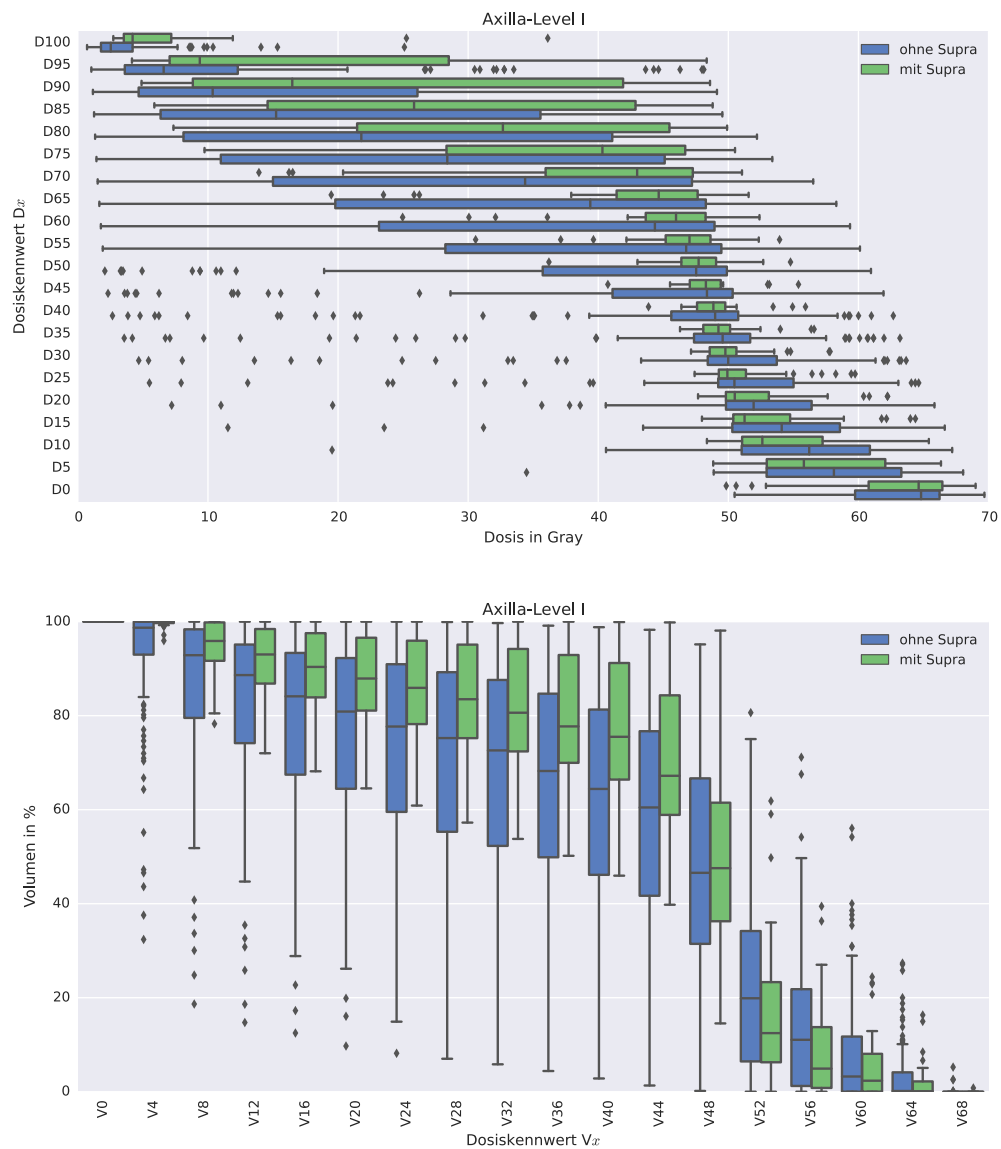 Axilla-Level I
ohne Supra
mit Supra
Dosiskennwert Dx
D100
D95
D90
D85
D80
D75
D70
D65
D60
D55
D50
D45
D40
D35
D30
D25
D20
D15
D10
D5
D0
0 10 20 30 40 50 60 70
Dosis in Gray
Axilla-Level I
ohne Supra
mit Supra
Volumen in %
100
80
60
40
20
0
V0 V4 V8 V12 V16 V20 V24 V28 V32 V36 V40 V44 V48 V52 V56 V60 V64 V68
Dosiskennwert Vx